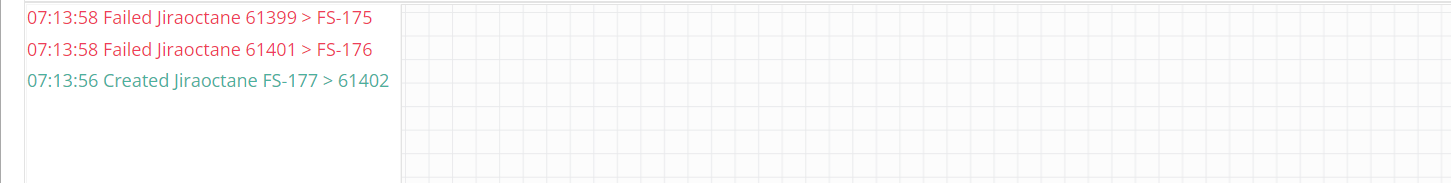 07:13:58 Failed Jiraoctane 61399 > FS-175
07:13:58 Failed Jiraoctane 61401 > FS-176
07:13:56 Created Jiraoctane FS-177 > 61402